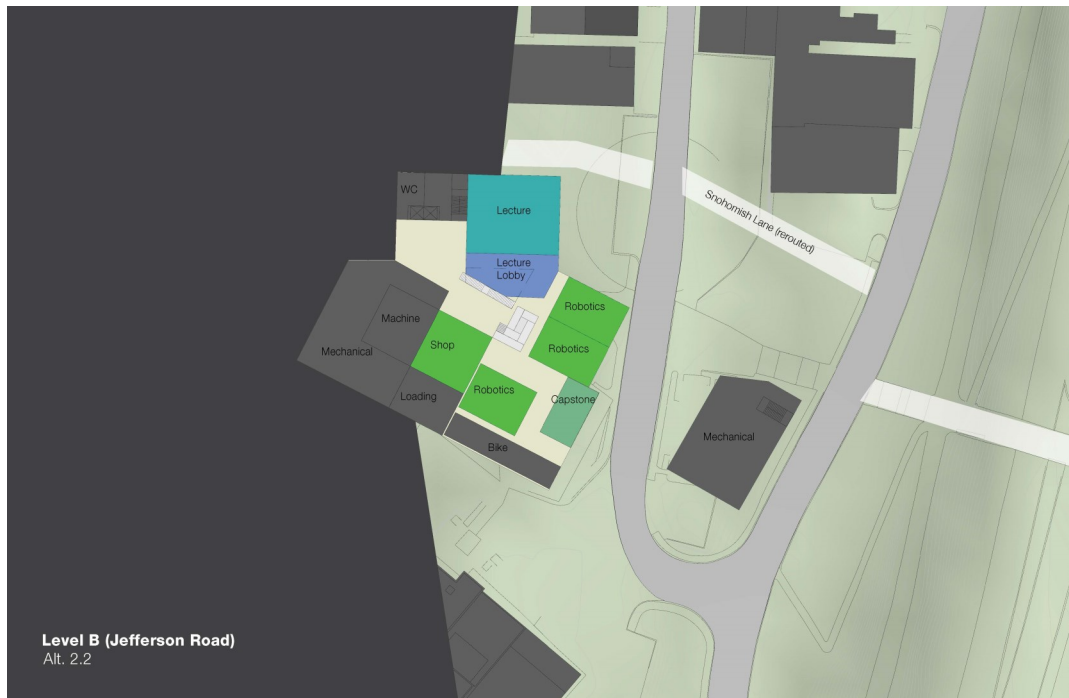 WC
Lecture
Snohomish Lane (rerouted)
Lecture
Lobby
Robotics
Machine
Shop
Robotics
Mechanical
Robotics
Loading
Capstone
Mechanical
Bike
Level B (Jefferson Road)
Alt. 2.2